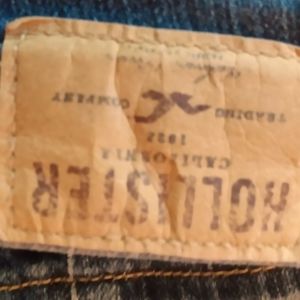 HOLLISTER
CALIFORNIA
1922
TRADING COMPANY